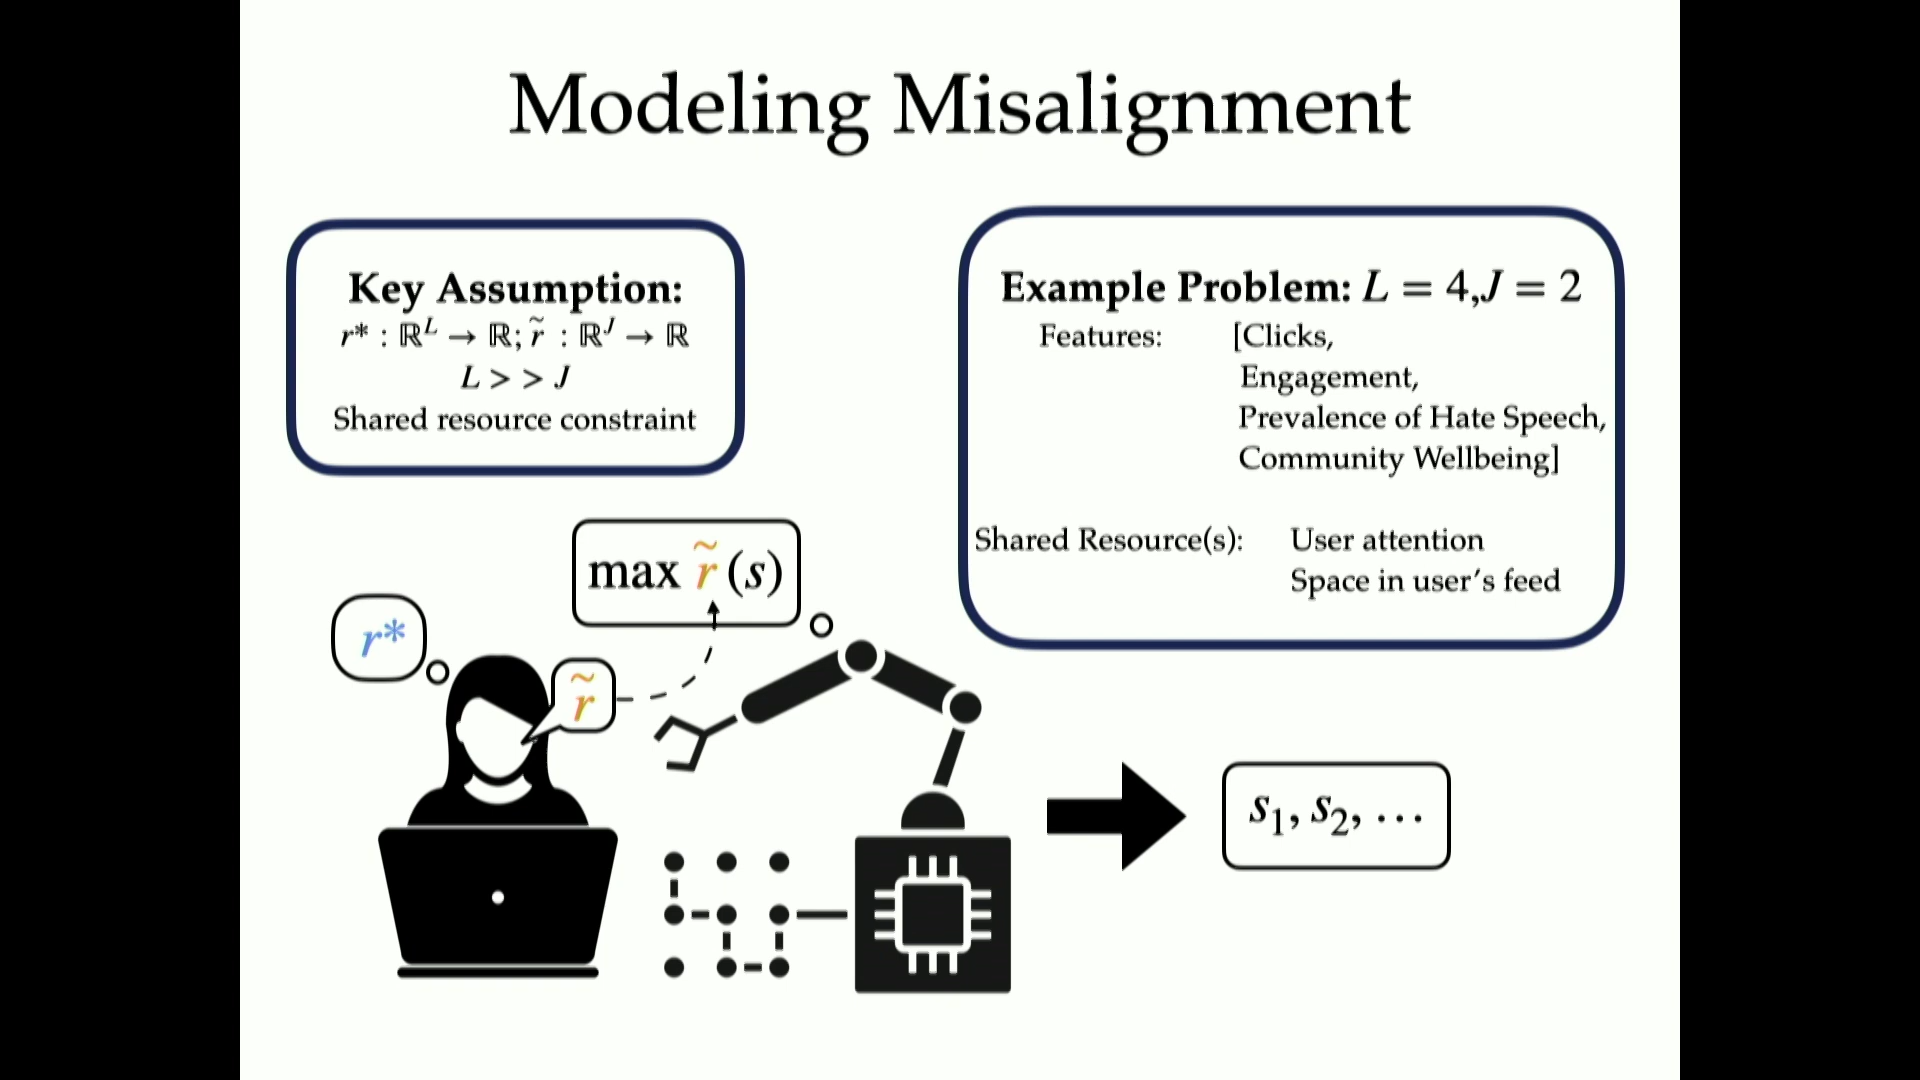 Modeling Misalignment
Key Assumption:
r* : ℝ^L → ℝ; r̃ : ℝ^J → ℝ
L > > J
Shared resource constraint
Example Problem: L = 4,J = 2
Features: [Clicks,
Engagement,
Prevalence of Hate Speech,
Community Wellbeing]
Shared Resource(s): User attention
Space in user's feed
max r̃ (s)
r*
r̃
s₁, s₂, …